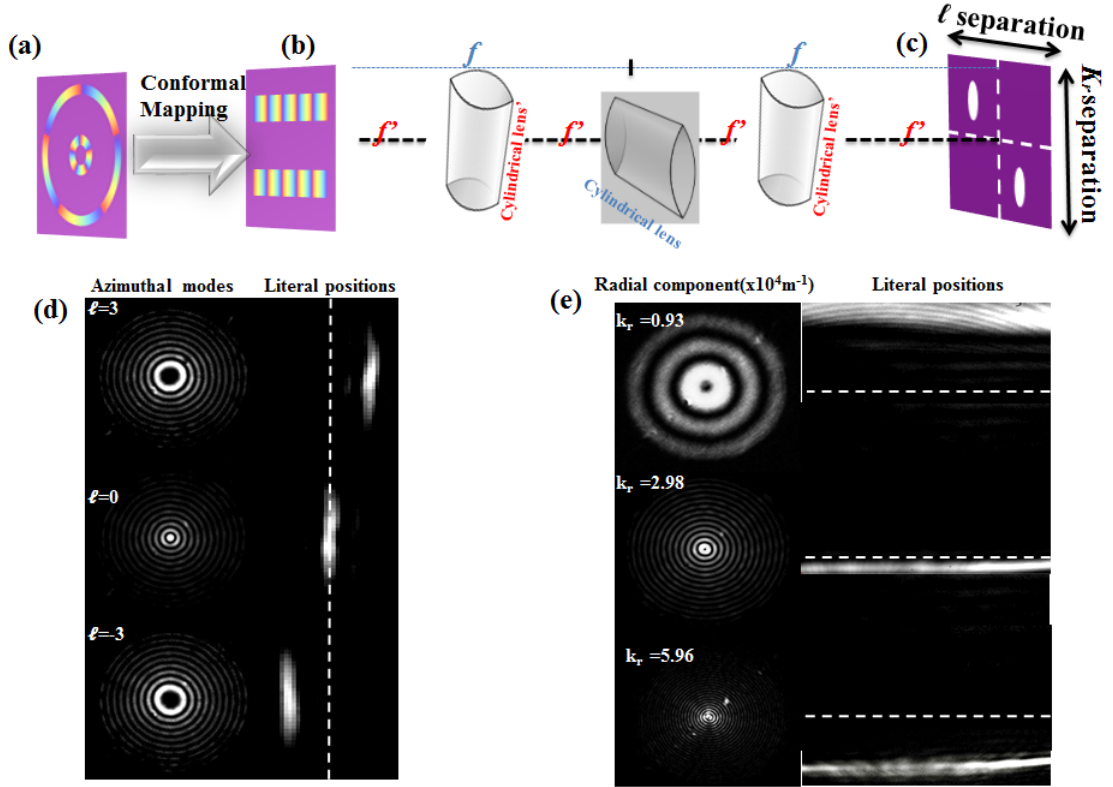 (a)
Conformal
Mapping
(b)
f
f
f’
Cylindrical lens’
f’
Cylindrical lens
f’
Cylindrical lens’
f’
(c)
ℓ separation
Kr separation
(d)
Azimuthal modes
Literal positions
ℓ=3
ℓ=0
ℓ=-3
(e)
Radial component(x10⁴m⁻¹)
Literal positions
kᵣ=0.93
kᵣ =2.98
kᵣ =5.96